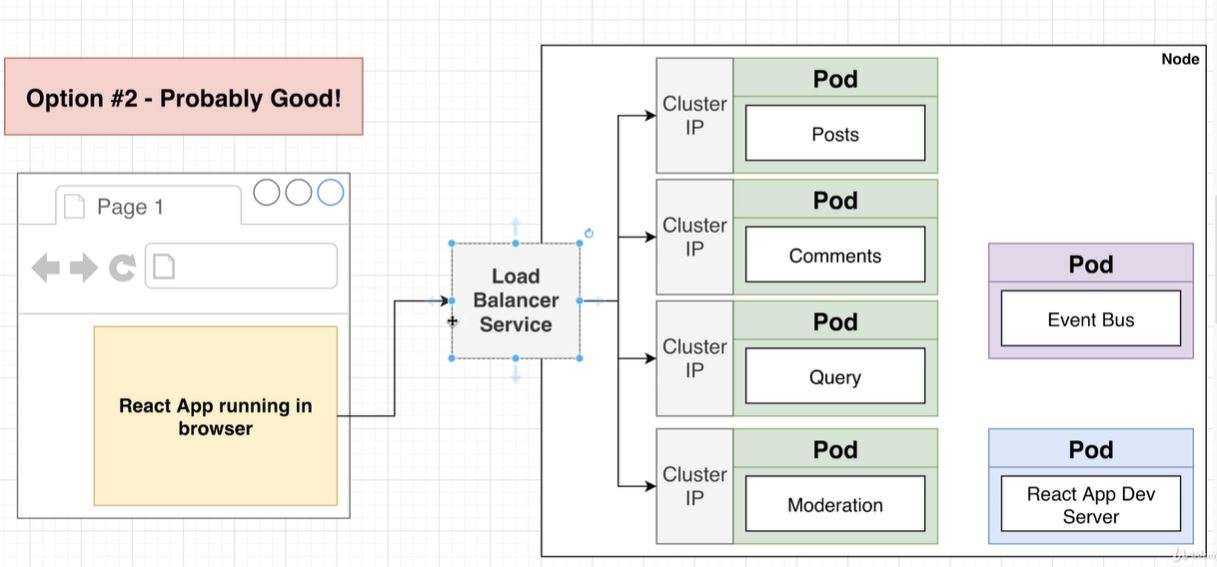 Node
Option #2 - Probably Good!
Page 1
React App running in
browser
Load
Balancer
Service
Cluster
IP
Pod
Posts
Cluster
IP
Pod
Comments
Cluster
IP
Pod
Query
Cluster
IP
Pod
Moderation
Pod
Event Bus
Pod
React App Dev
Server